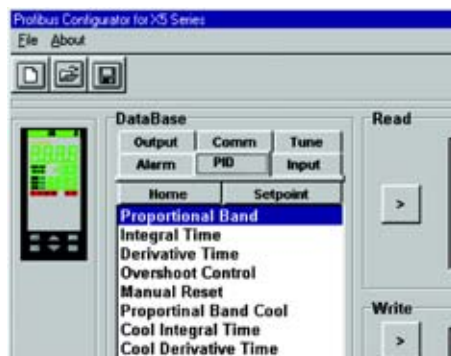 Profibus Configurator for X5 Series
File About
DataBase
Read
Output Comm Tune
Alarm PID Input
Home Setpoint
>
Proportional Band
Integral Time
Derivative Time
Overshoot Control
Manual Reset
Proportinal Band Cool
Write
Cool Integral Time
>
Cool Derivative Time